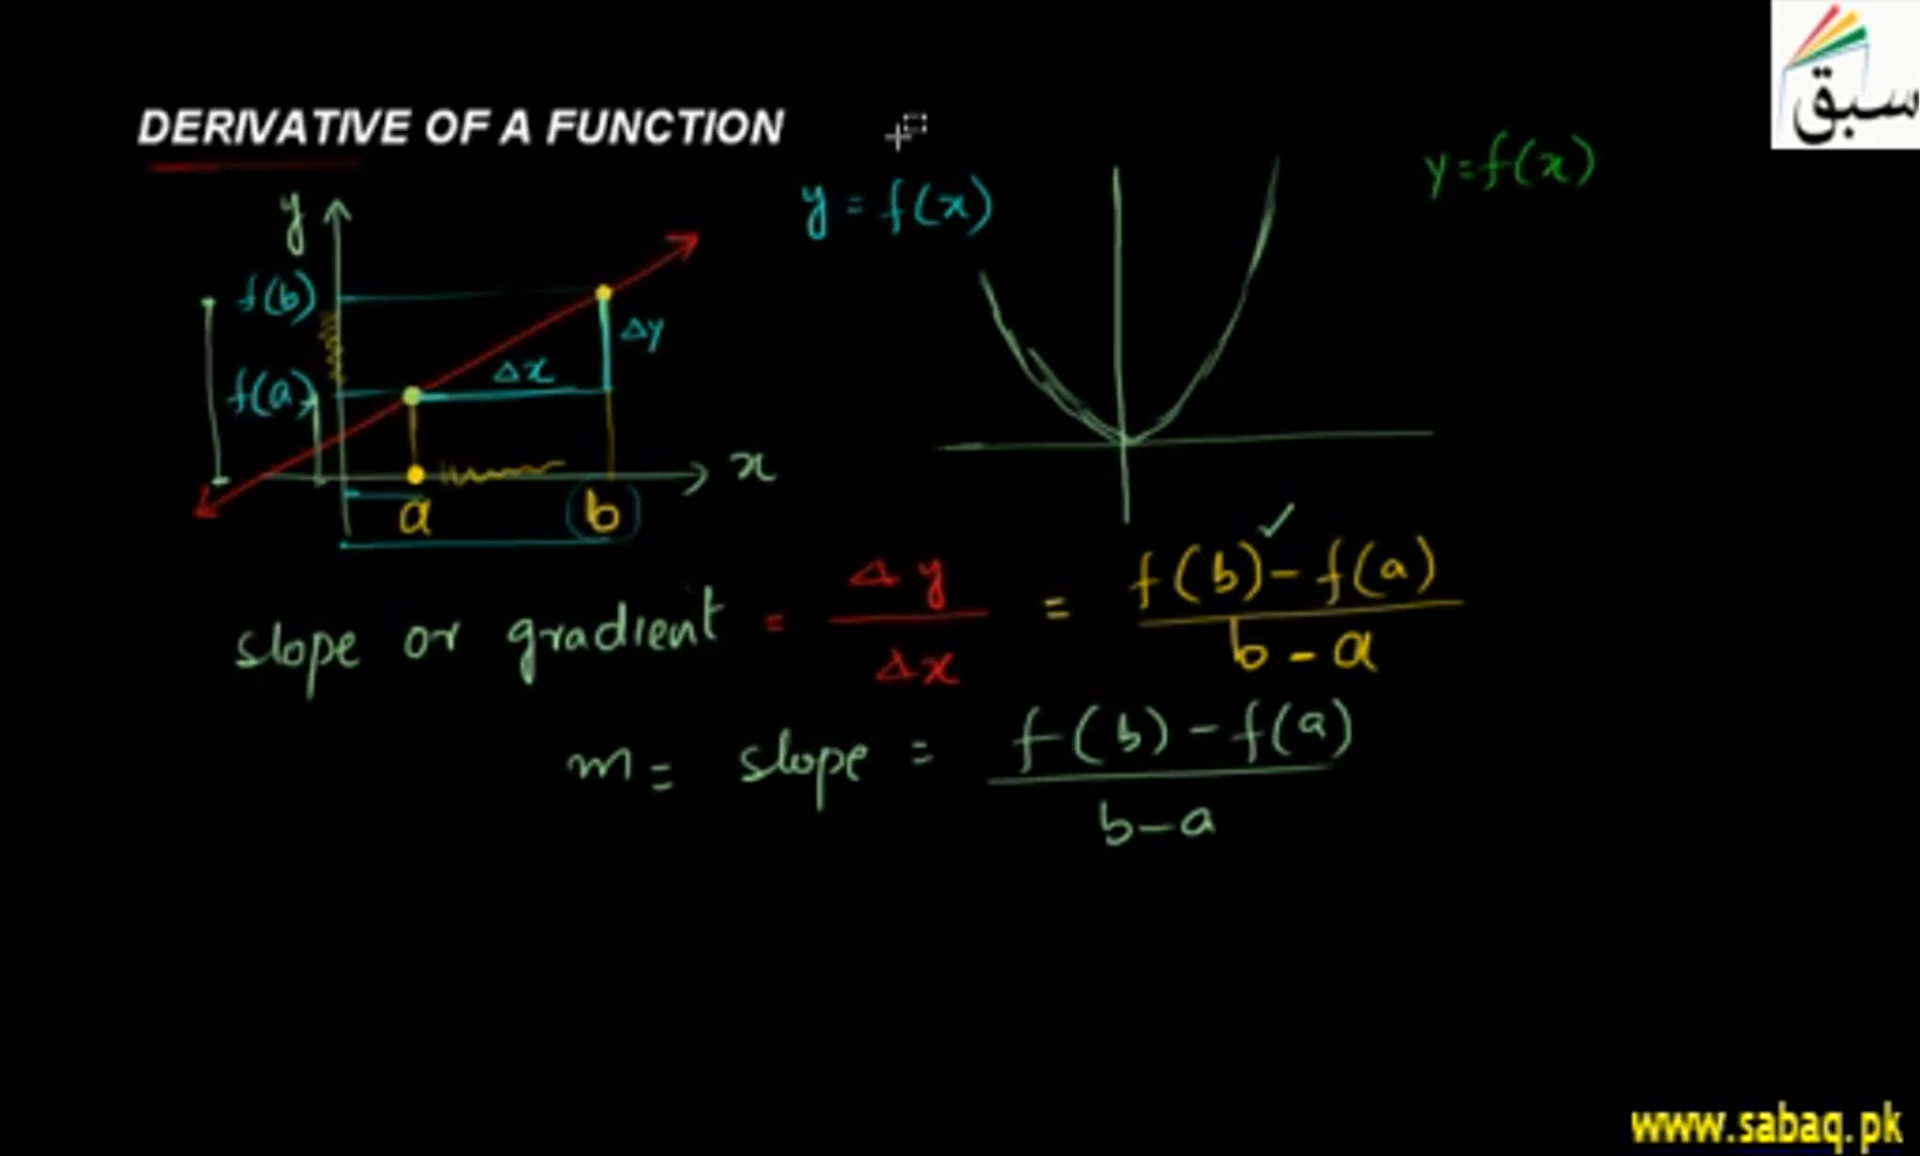 سبق
DERIVATIVE OF A FUNCTION
y = f(x)
y = f(x)
y
f(b)
Δy
Δx
f(a)
x
a b
slope or gradient = Δy/Δx = f(b) - f(a) / b - a
m = slope = f(b) - f(a) / b - a
www.sabaq.pk